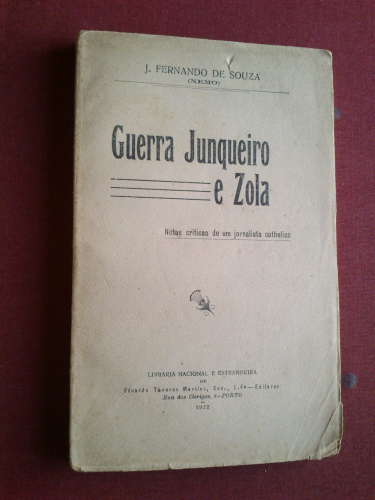 J. FERNANDO DE SOUZA
(NEMO)
Guerra Junqueiro
e Zola
Notas criticas de um jornalista catholico
LIVRARIA NACIONAL E ESTRANGEIRA
DE
Eduardo Tavares Martins, Suc., L.da—Editores
Rua dos Clerigos, 8—PORTO
1922